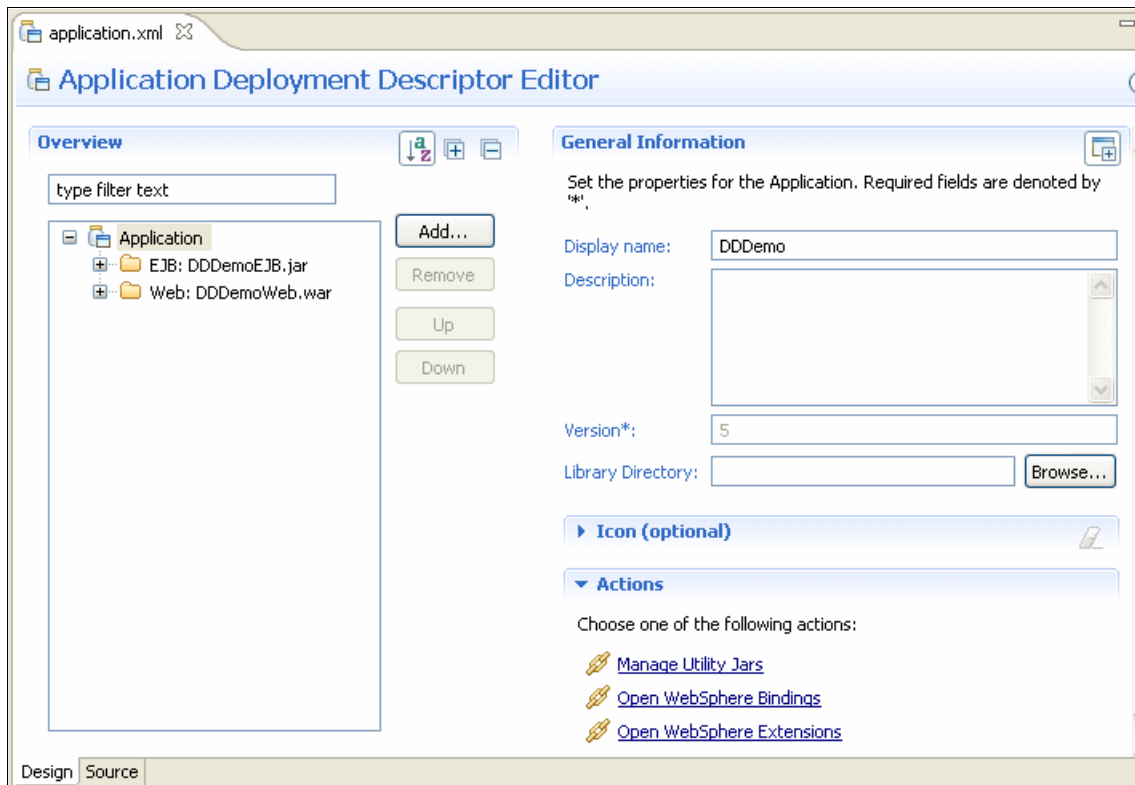 application.xml
Application Deployment Descriptor Editor
Overview
type filter text
Application
EJB: DDDemoEJB.jar
Web: DDDemoWeb.war
Add...
Remove
Up
Down
General Information
Set the properties for the Application. Required fields are denoted by
'*'.
Display name: DDDemo
Description:
Version*: 5
Library Directory: Browse...
Icon (optional)
Actions
Choose one of the following actions:
Manage Utility Jars
Open WebSphere Bindings
Open WebSphere Extensions
Design Source